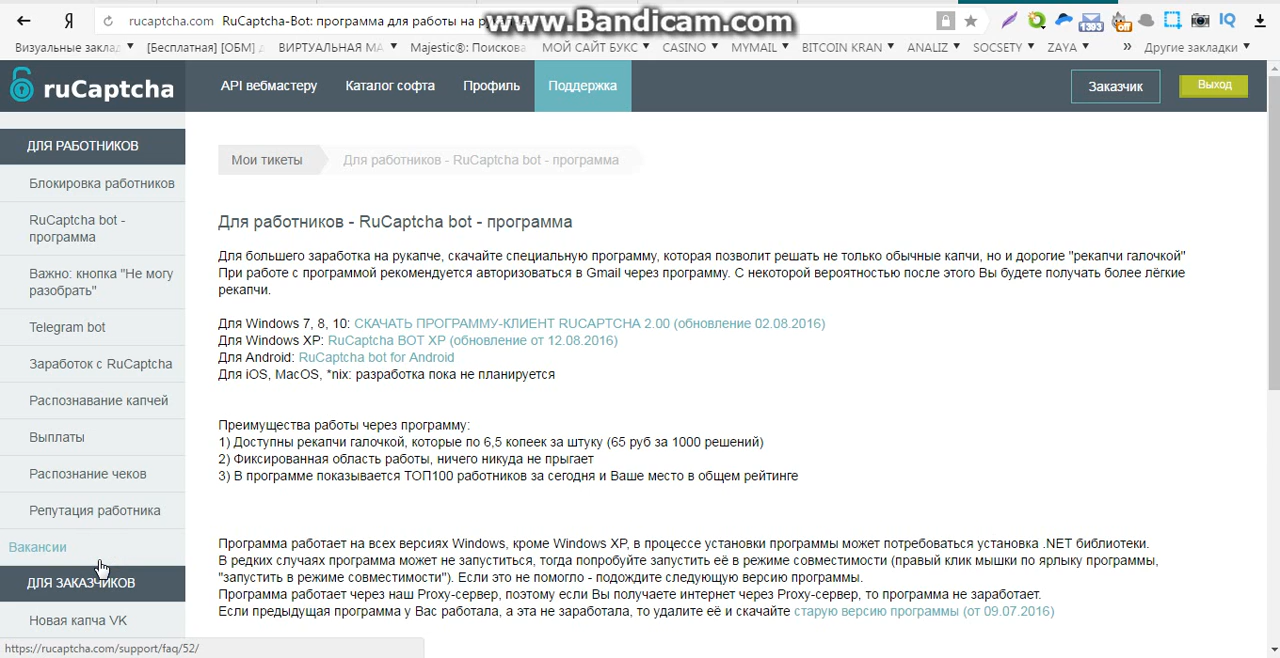 Я
rucaptcha.com RuCaptcha-Bot: программа для работы на
www.Bandicam.com
1393
off
IQ
Визуальные заклад
[Бесплатная] [ОБМ]
ВИРТУАЛЬНАЯ МА
Majestic®: Поискова
МОЙ САЙТ БУКС
CASINO
MYMAIL
BITCOIN KRAN
ANALIZ
SOCSETY
ZAYA
»
Другие закладки
ruCaptcha
API вебмастеру
Каталог софта
Профиль
Поддержка
Заказчик
Выход
ДЛЯ РАБОТНИКОВ
Блокировка работников
RuCaptcha bot -
программа
Важно: кнопка "Не могу
разобрать"
Telegram bot
Заработок с RuCaptcha
Распознавание капчей
Выплаты
Распознание чеков
Репутация работника
Вакансии
ДЛЯ ЗАКАЗЧИКОВ
Новая капча VK
https://rucaptcha.com/support/faq/52/
Мои тикеты
Для работников - RuCaptcha bot - программа
Для работников - RuCaptcha bot - программа
Для большего заработка на рукапче, скачайте специальную программу, которая позволит решать не только обычные капчи, но и дорогие "рекапчи галочкой"
При работе с программой рекомендуется авторизоваться в Gmail через программу. С некоторой вероятностью после этого Вы будете получать более лёгкие
рекапчи.
Для Windows 7, 8, 10: СКАЧАТЬ ПРОГРАММУ-КЛИЕНТ RUCAPTCHA 2.00 (обновление 02.08.2016)
Для Windows XP: RuCaptcha BOT XP (обновление от 12.08.2016)
Для Android: RuCaptcha bot for Android
Для iOS, MacOS, *nix: разработка пока не планируется
Преимущества работы через программу:
1) Доступны рекапчи галочкой, которые по 6,5 копеек за штуку (65 руб за 1000 решений)
2) Фиксированная область работы, ничего никуда не прыгает
3) В программе показывается ТОП100 работников за сегодня и Ваше место в общем рейтинге
Программа работает на всех версиях Windows, кроме Windows XP, в процессе установки программы может потребоваться установка .NET библиотеки.
В редких случаях программа может не запуститься, тогда попробуйте запустить её в режиме совместимости (правый клик мышки по ярлыку программы,
"запустить в режиме совместимости"). Если это не помогло - подождите следующую версию программы.
Программа работает через наш Proxy-сервер, поэтому если Вы получаете интернет через Proxy-сервер, то программа не заработает.
Если предыдущая программа у Вас работала, а эта не заработала, то удалите её и скачайте старую версию программы (от 09.07.2016)